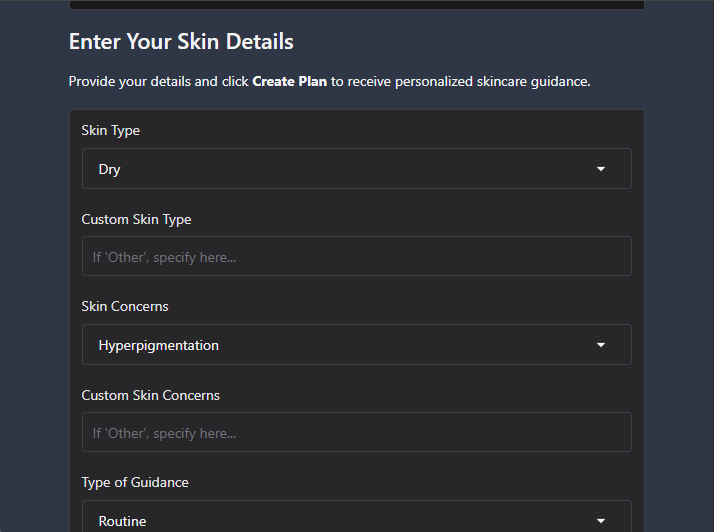 Enter Your Skin Details
Provide your details and click Create Plan to receive personalized skincare guidance.
Skin Type
Dry
Custom Skin Type
If 'Other', specify here...
Skin Concerns
Hyperpigmentation
Custom Skin Concerns
If 'Other', specify here...
Type of Guidance
Routine